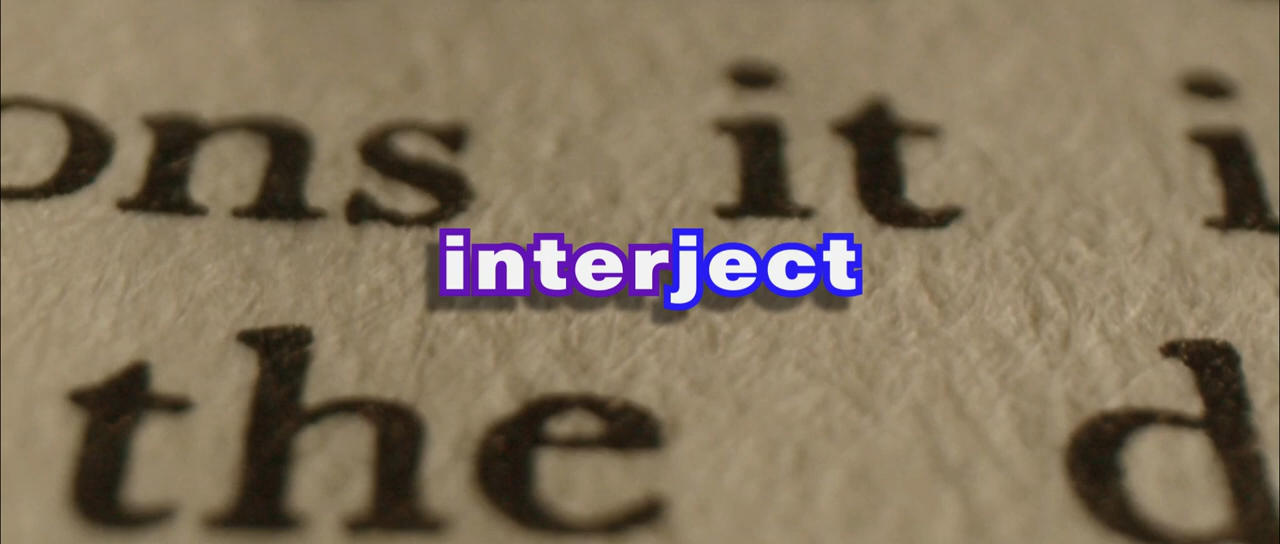 ons it i
interject
the d